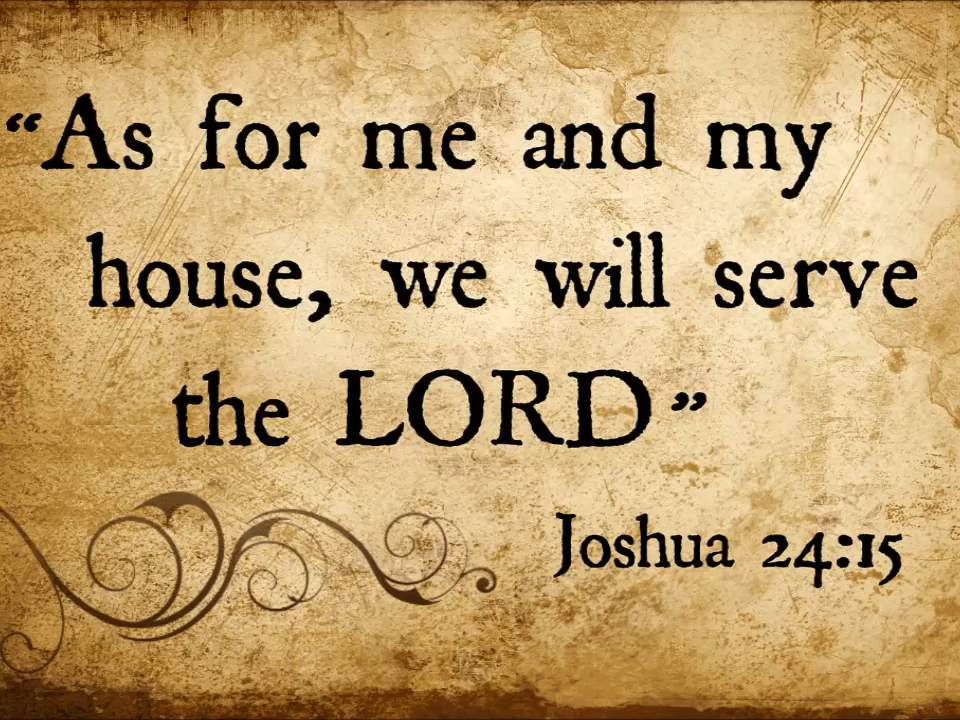 “As for me and my
house, we will serve
the LORD”
Joshua 24:15